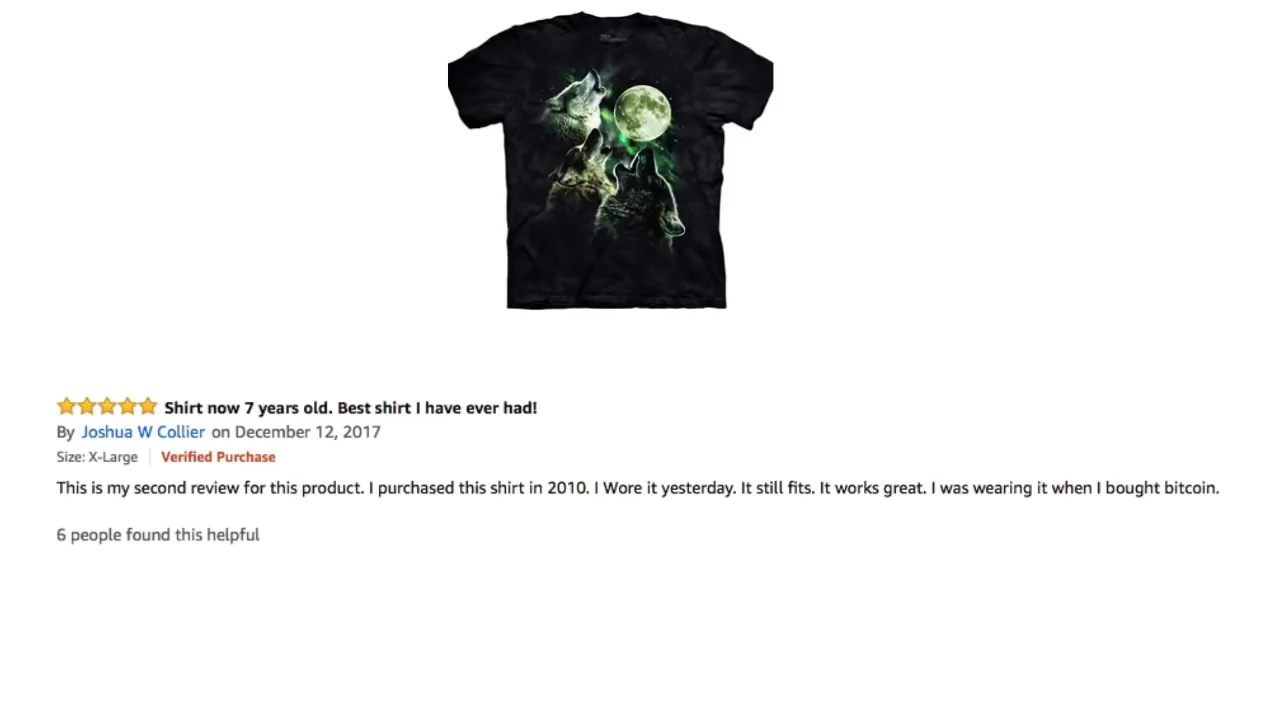 Shirt now 7 years old. Best shirt I have ever had!
By Joshua W Collier on December 12, 2017
Size: X-Large Verified Purchase
This is my second review for this product. I purchased this shirt in 2010. I Wore it yesterday. It still fits. It works great. I was wearing it when I bought bitcoin.
6 people found this helpful